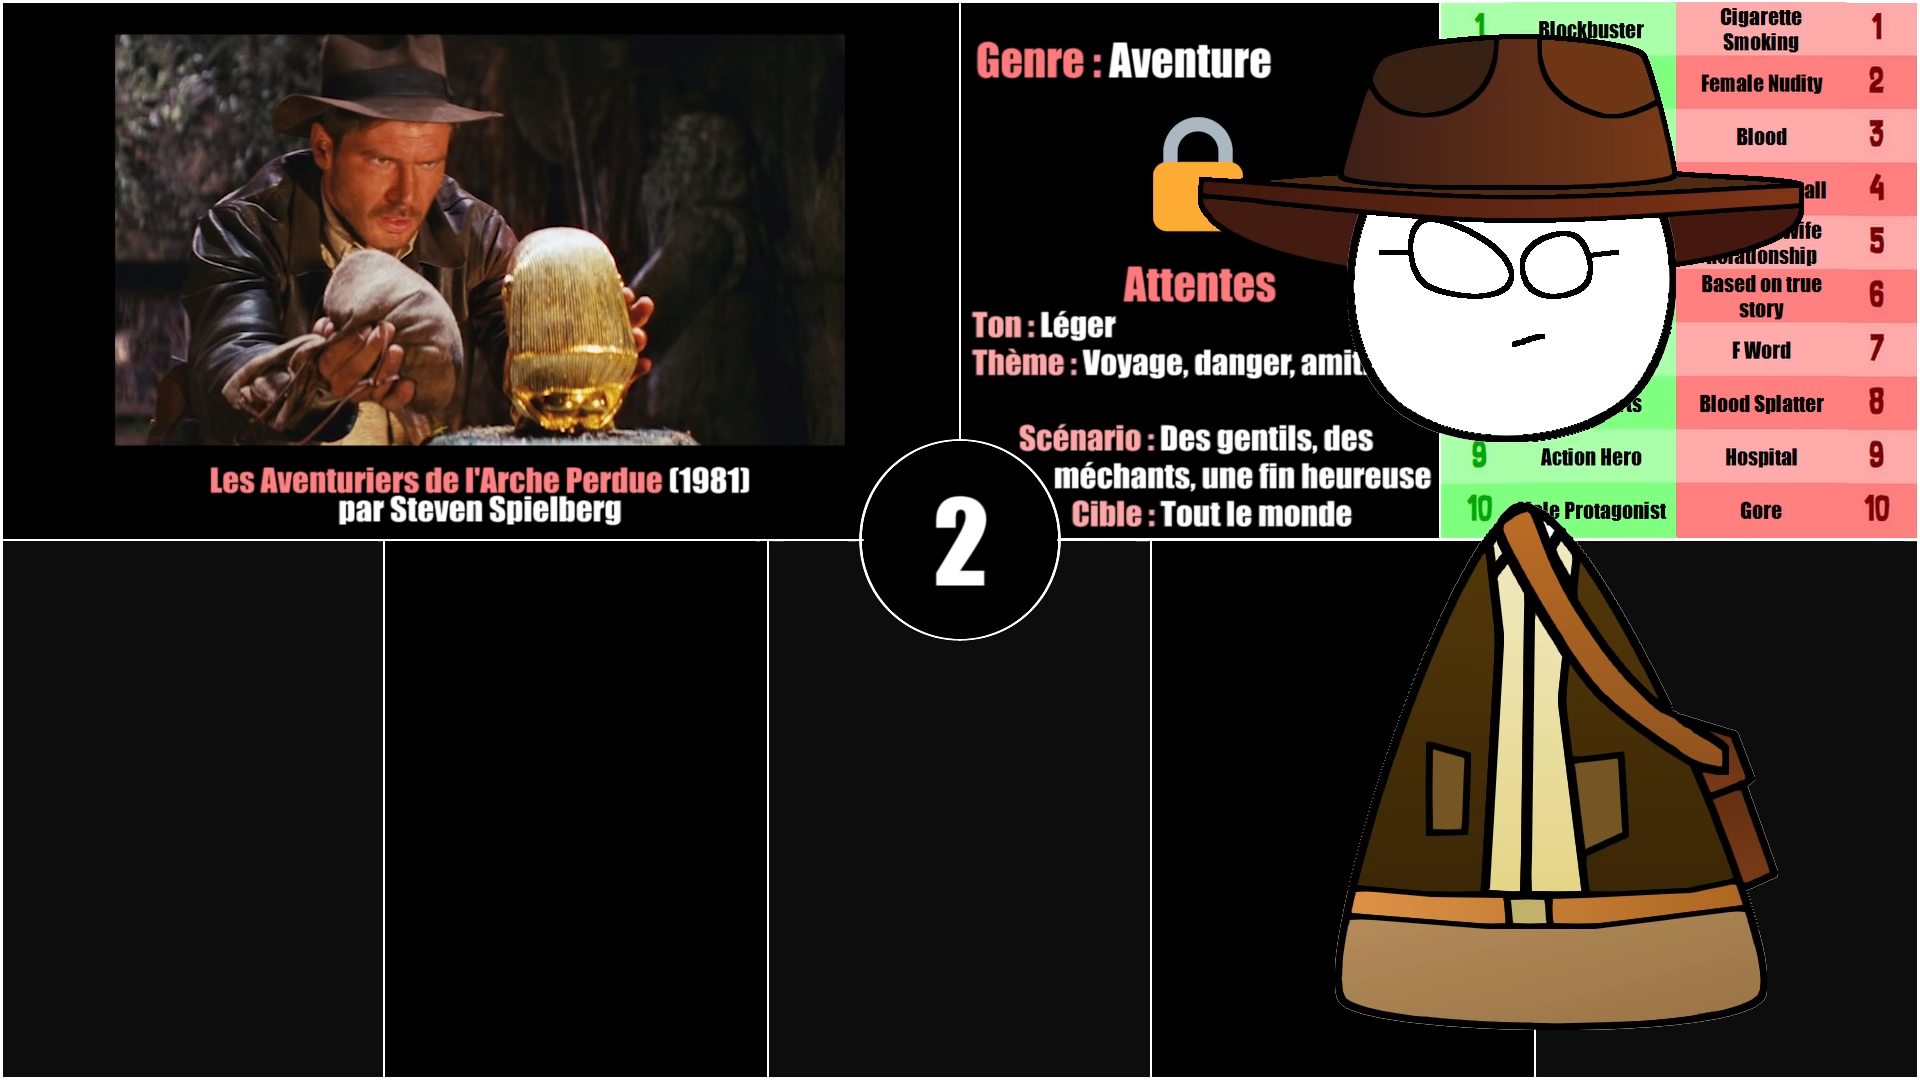 Les Aventuriers de l'Arche Perdue (1981)
par Steven Spielberg
Genre : Aventure
Attentes
Ton : Léger
Thème : Voyage, danger,
Scénario : Des gentils, des
méchants, une fin heureuse
Cible : Tout le monde
2
1 Blockbuster
9 Action Hero
10 Protagonist
Cigarette
Smoking 1
Female Nudity 2
Blood 3
4
5
Based on true
story 6
F Word 7
Blood Splatter 8
Hospital 9
Gore 10